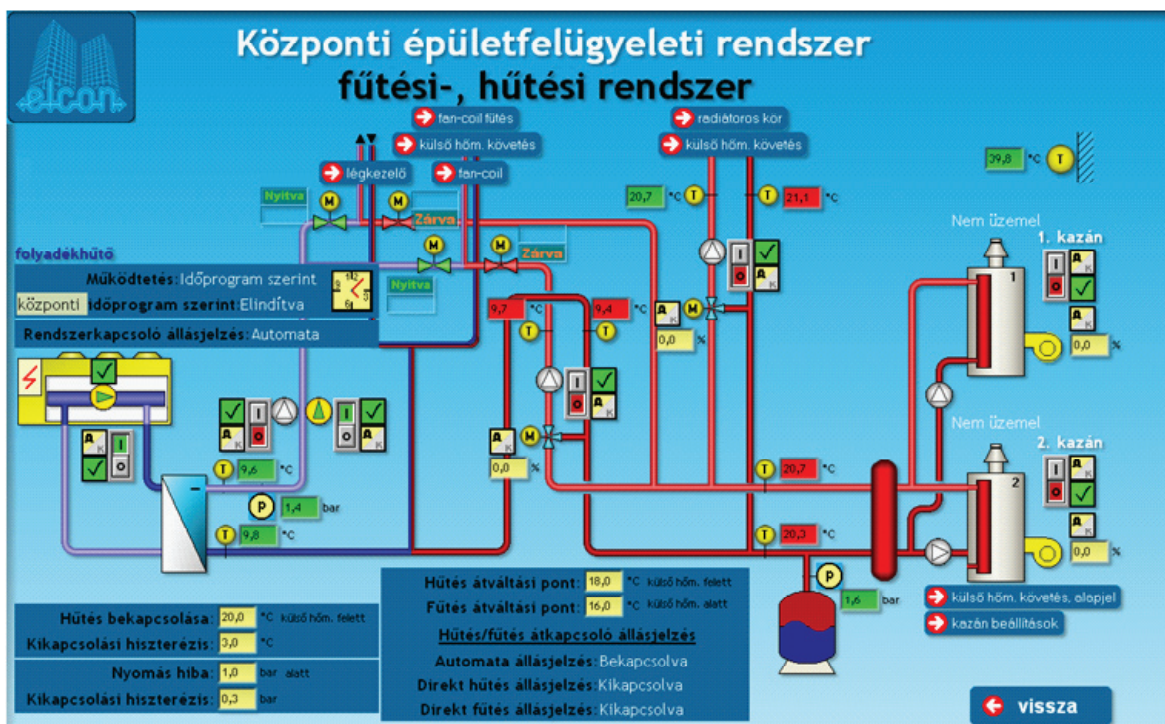 elcon
Központi épületfelügyeleti rendszer
fűtési-, hűtési rendszer
fan-coil fűtés
külső hőm. követés
légkezelő
fan-coil
radiátoros kör
külső hőm. követés
39,8 °C T
Nyitva
M
M
Zárva
20,7 °C T
T 21,1 °C
Nem üzemel
1. kazán
folyadékhűtő
Működtetés: Időprogram szerint
központi időprogram szerint: Elindítva
Rendszerkapcsoló állásjelzés: Automata
M
M
Zárva
Nyitva
9,7 °C
9,4 °C
T
T
A K
M
0,0 %
I
O
A K
1
I
O
A K
A K
0,0 %
A K
I
O
A K
I
O
I
O
A K
I
O
A K
A K
M
0,0 %
Nem üzemel
2. kazán
2
I
O
A K
A K
0,0 %
T 9,6 °C
P 1,4 bar
T 9,8 °C
T 20,7 °C
T 20,3 °C
P
1,6 bar
külső hőm. követés, alapjel
kazán beállítások
Hűtés bekapcsolása: 20,0 °C külső hőm. felett
Kikapcsolási hiszterézis: 3,0 °C
Nyomás hiba: 1,0 bar alatt
Kikapcsolási hiszterézis: 0,3 bar
Hűtés átváltási pont: 18,0 °C külső hőm. felett
Fűtés átváltási pont: 16,0 °C külső hőm. alatt
Hűtés/fűtés átkapcsoló állásjelzés
Automata állásjelzés: Bekapcsolva
Direkt hűtés állásjelzés: Kikapcsolva
Direkt fűtés állásjelzés: Kikapcsolva
vissza